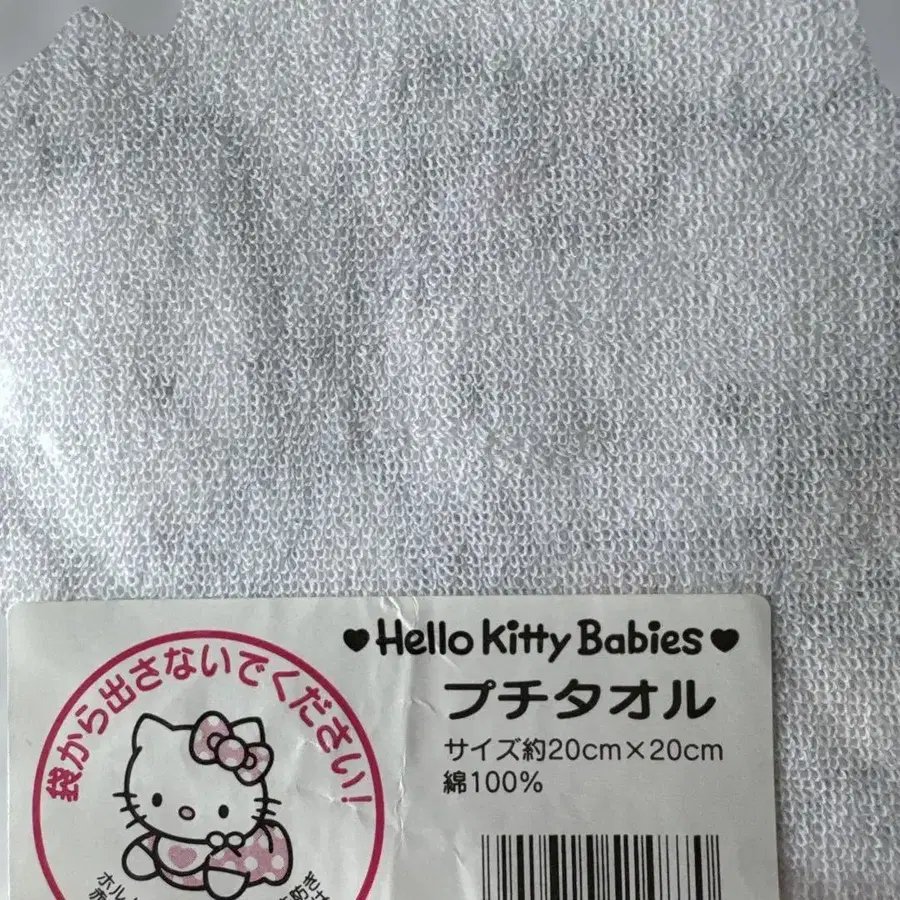 ♥Hello Kitty Babies♥
プチタオル
サイズ約20cm×20cm
綿100%
袋から出さないでください!